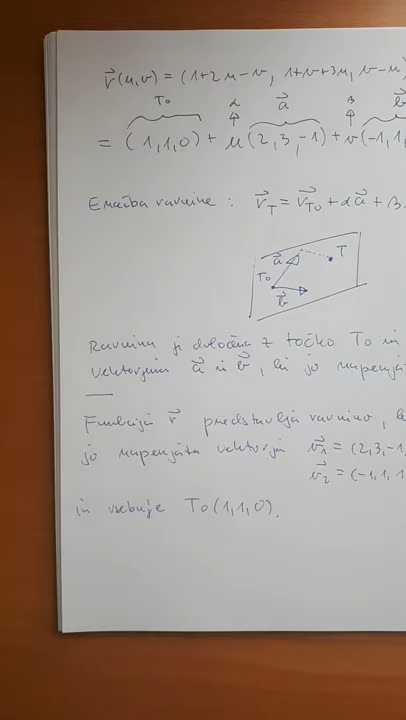 r⃗(u,v) = (1+2u-v, 1+v+3u, v-u)
T₀ α a⃗ β b⃗
= (1,1,0) + u(2,3,-1) + v(-1,1,
Enačba ravnine : r⃗_T = r⃗_T₀ + αa⃗ + β
a⃗ T
T₀
b⃗
Ravnina je določena z točko T₀ in
vektorjema a⃗ in b⃗, ki jo napenja
Funkcija r⃗ predstavlja ravnino, k
jo napenjata vektorja v⃗₁ = (2,3,-1
v⃗₂ = (-1,1,1
in vsebuje T₀(1,1,0).